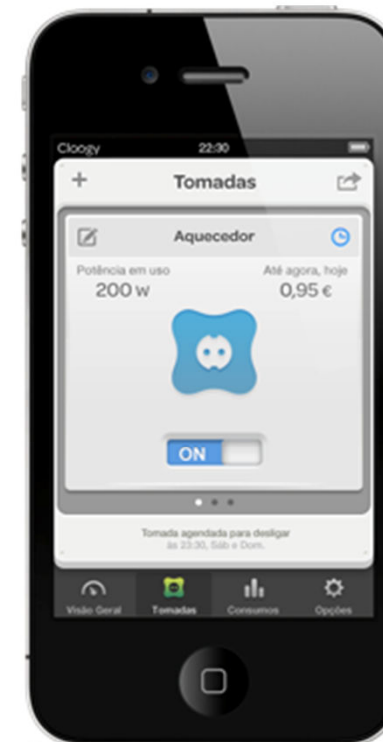 Cloogy 22:30
Tomadas
Aquecedor
Potência em uso Até agora, hoje
200 W 0,95 €
ON
Tomada agendada para desligar
às 23:30, Sáb e Dom.
Visão Geral Tomadas Consumos Opções